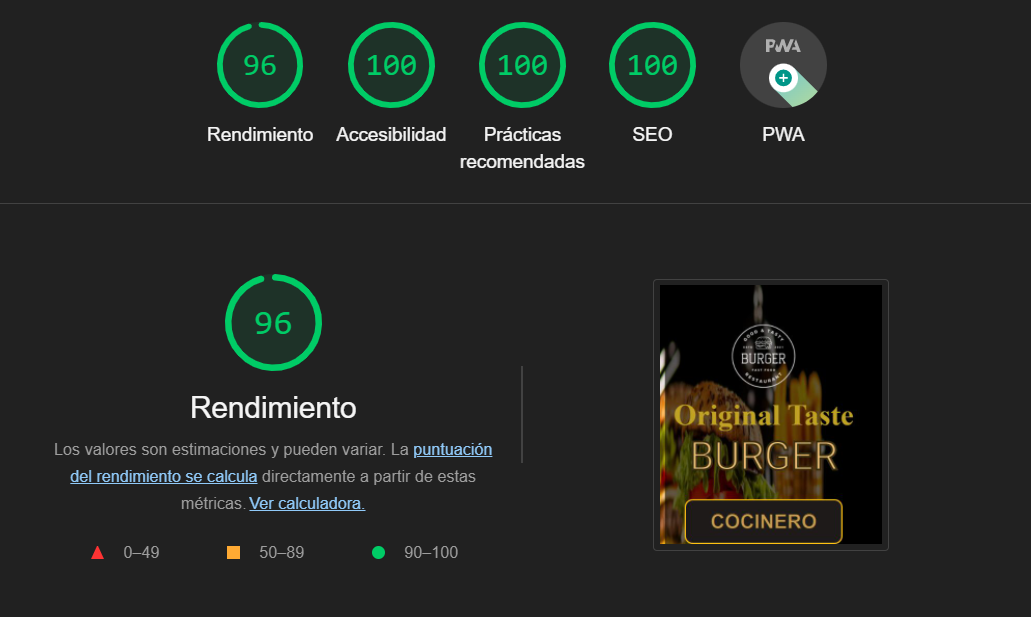 96
100
100
100
PWA
Rendimiento
Accesibilidad
Prácticas
recomendadas
SEO
PWA
96
Rendimiento
Los valores son estimaciones y pueden variar. La puntuación
del rendimiento se calcula directamente a partir de estas
métricas. Ver calculadora.
0–49
50–89
90–100
GOOD & TASTY
BURGER
FAST FOOD
RESTAURANT
Original Taste
BURGER
COCINERO